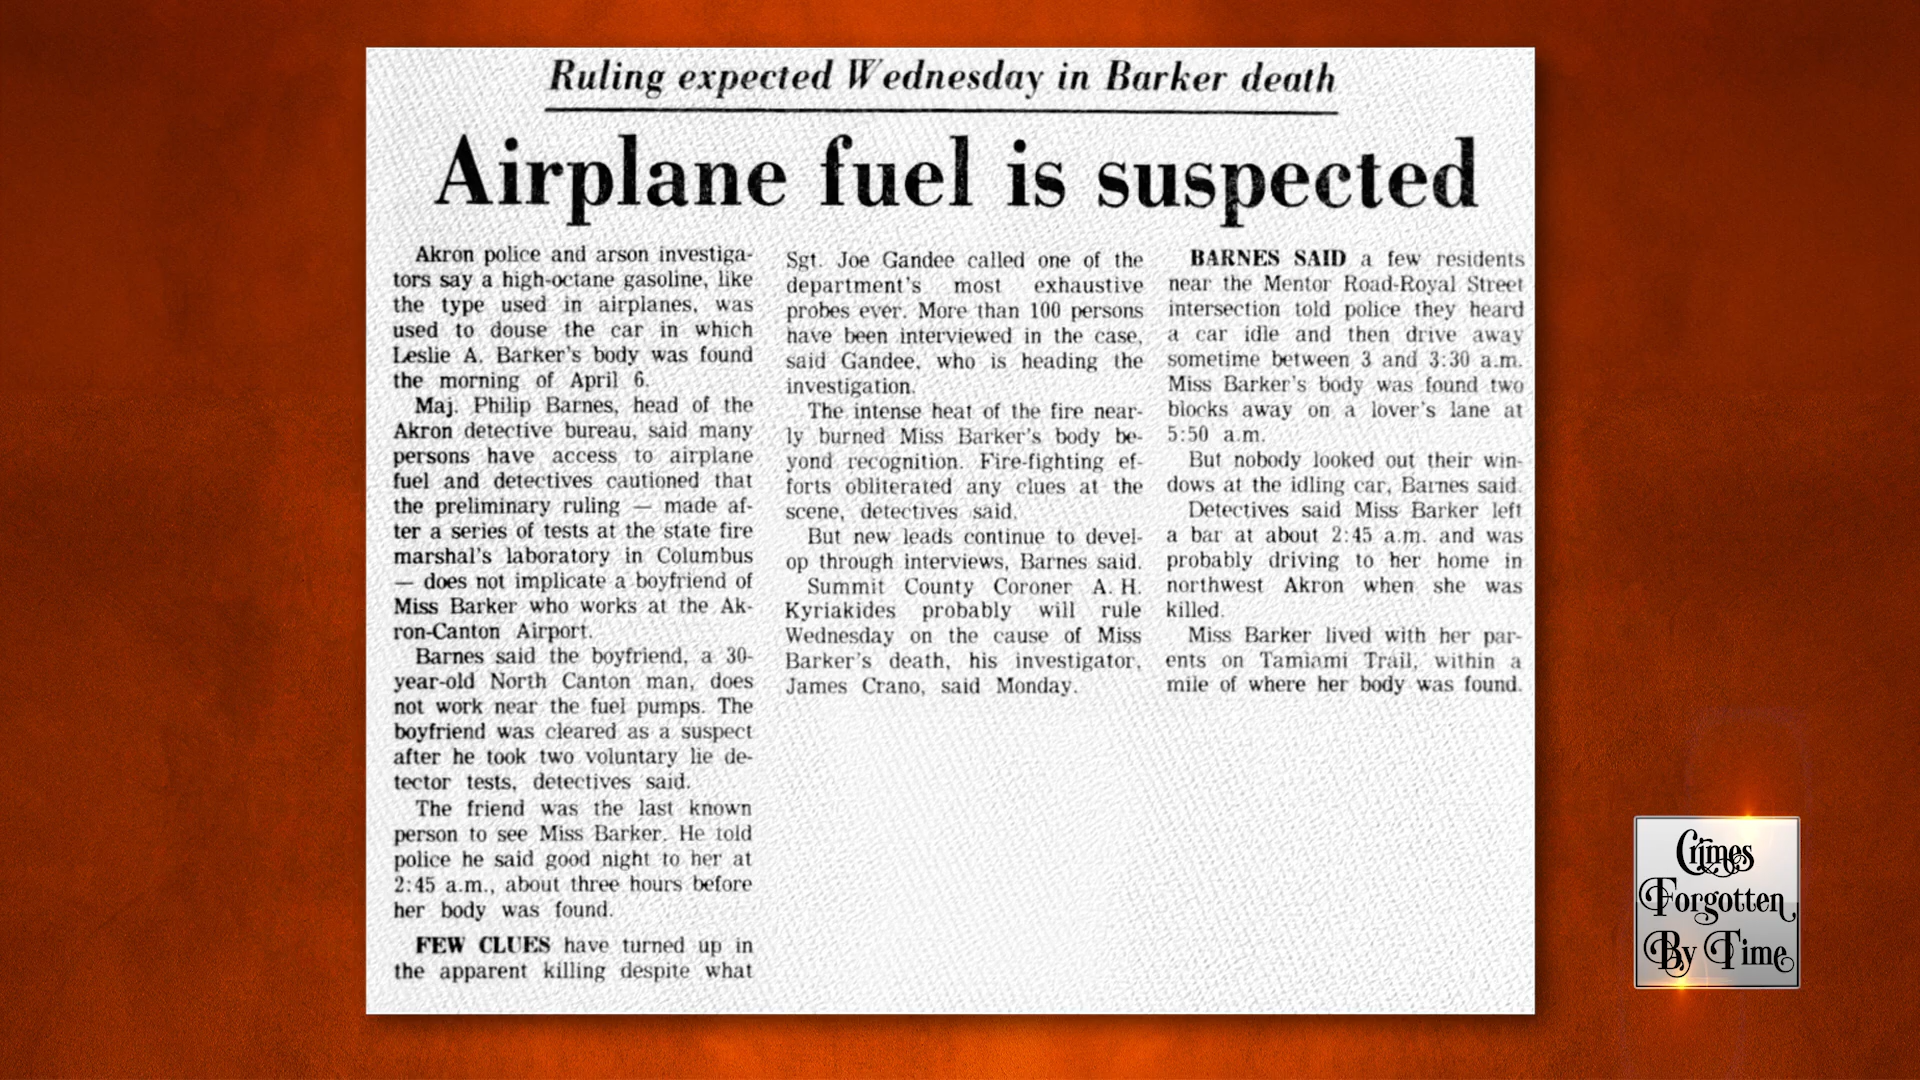 Ruling expected Wednesday in Barker death
Airplane fuel is suspected
Akron police and arson investiga-
tors say a high-octane gasoline, like
the type used in airplanes, was
used to douse the car in which
Leslie A. Barker's body was found
the morning of April 6.
Maj. Philip Barnes, head of the
Akron detective bureau, said many
persons have access to airplane
fuel and detectives cautioned that
the preliminary ruling — made af-
ter a series of tests at the state fire
marshal's laboratory in Columbus
— does not implicate a boyfriend of
Miss Barker who works at the Ak-
ron-Canton Airport.
Barnes said the boyfriend, a 30-
year-old North Canton man, does
not work near the fuel pumps. The
boyfriend was cleared as a suspect
after he took two voluntary lie de-
tector tests, detectives said.
The friend was the last known
person to see Miss Barker. He told
police he said good night to her at
2:45 a.m., about three hours before
her body was found.
FEW CLUES have turned up in
the apparent killing despite what
Sgt. Joe Gandee called one of the
department's most exhaustive
probes ever. More than 100 persons
have been interviewed in the case,
said Gandee, who is heading the
investigation.
The intense heat of the fire near-
ly burned Miss Barker's body be-
yond recognition. Fire-fighting ef-
forts obliterated any clues at the
scene, detectives said.
But new leads continue to devel-
op through interviews, Barnes said.
Summit County Coroner A. H.
Kyriakides probably will rule
Wednesday on the cause of Miss
Barker's death, his investigator,
James Crano, said Monday.
BARNES SAID a few residents
near the Mentor Road-Royal Street
intersection told police they heard
a car idle and then drive away
sometime between 3 and 3:30 a.m.
Miss Barker's body was found two
blocks away on a lover's lane at
5:50 a.m.
But nobody looked out their win-
dows at the idling car, Barnes said.
Detectives said Miss Barker left
a bar at about 2:45 a.m. and was
probably driving to her home in
northwest Akron when she was
killed.
Miss Barker lived with her par-
ents on Tamiami Trail, within a
mile of where her body was found.
Crimes
Forgotten
By Time